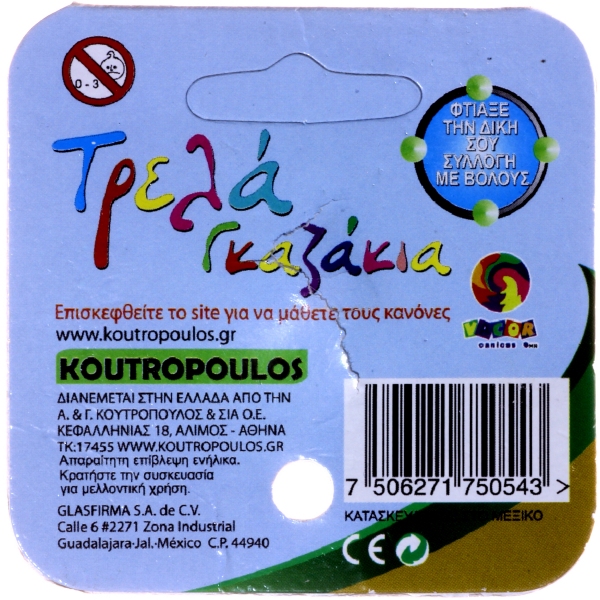 0-3
ΦΤΙΑΞΕ
ΤΗΝ ΔΙΚΗ
ΣΟΥ
ΣΥΛΛΟΓΗ
ΜΕ ΒΟΛΟΥΣ
Τρελά
γκαζάκια
Επισκεφθείτε το site για να μάθετε τους κανόνες
www.koutropoulos.gr
VACOR
canicas
KOUTROPOULOS
ΔΙΑΝΕΜΕΤΑΙ ΣΤΗΝ ΕΛΛΑΔΑ ΑΠΟ ΤΗΝ
Α. & Γ. ΚΟΥΤΡΟΠΟΥΛΟΣ & ΣΙΑ Ο.Ε.
ΚΕΦΑΛΛΗΝΙΑΣ 18, ΑΛΙΜΟΣ - ΑΘΗΝΑ
ΤΚ:17455 WWW.KOUTROPOULOS.GR
Απαραίτητη επίβλεψη ενήλικα.
Κρατήστε την συσκευασία
για μελλοντική χρήση.
GLASFIRMA S.A. de C.V.
Calle 6 #2271 Zona Industrial
Guadalajara-Jal.-México C.P. 44940
7 506271 750543 >
ΜΕΞΙΚΟ
CE